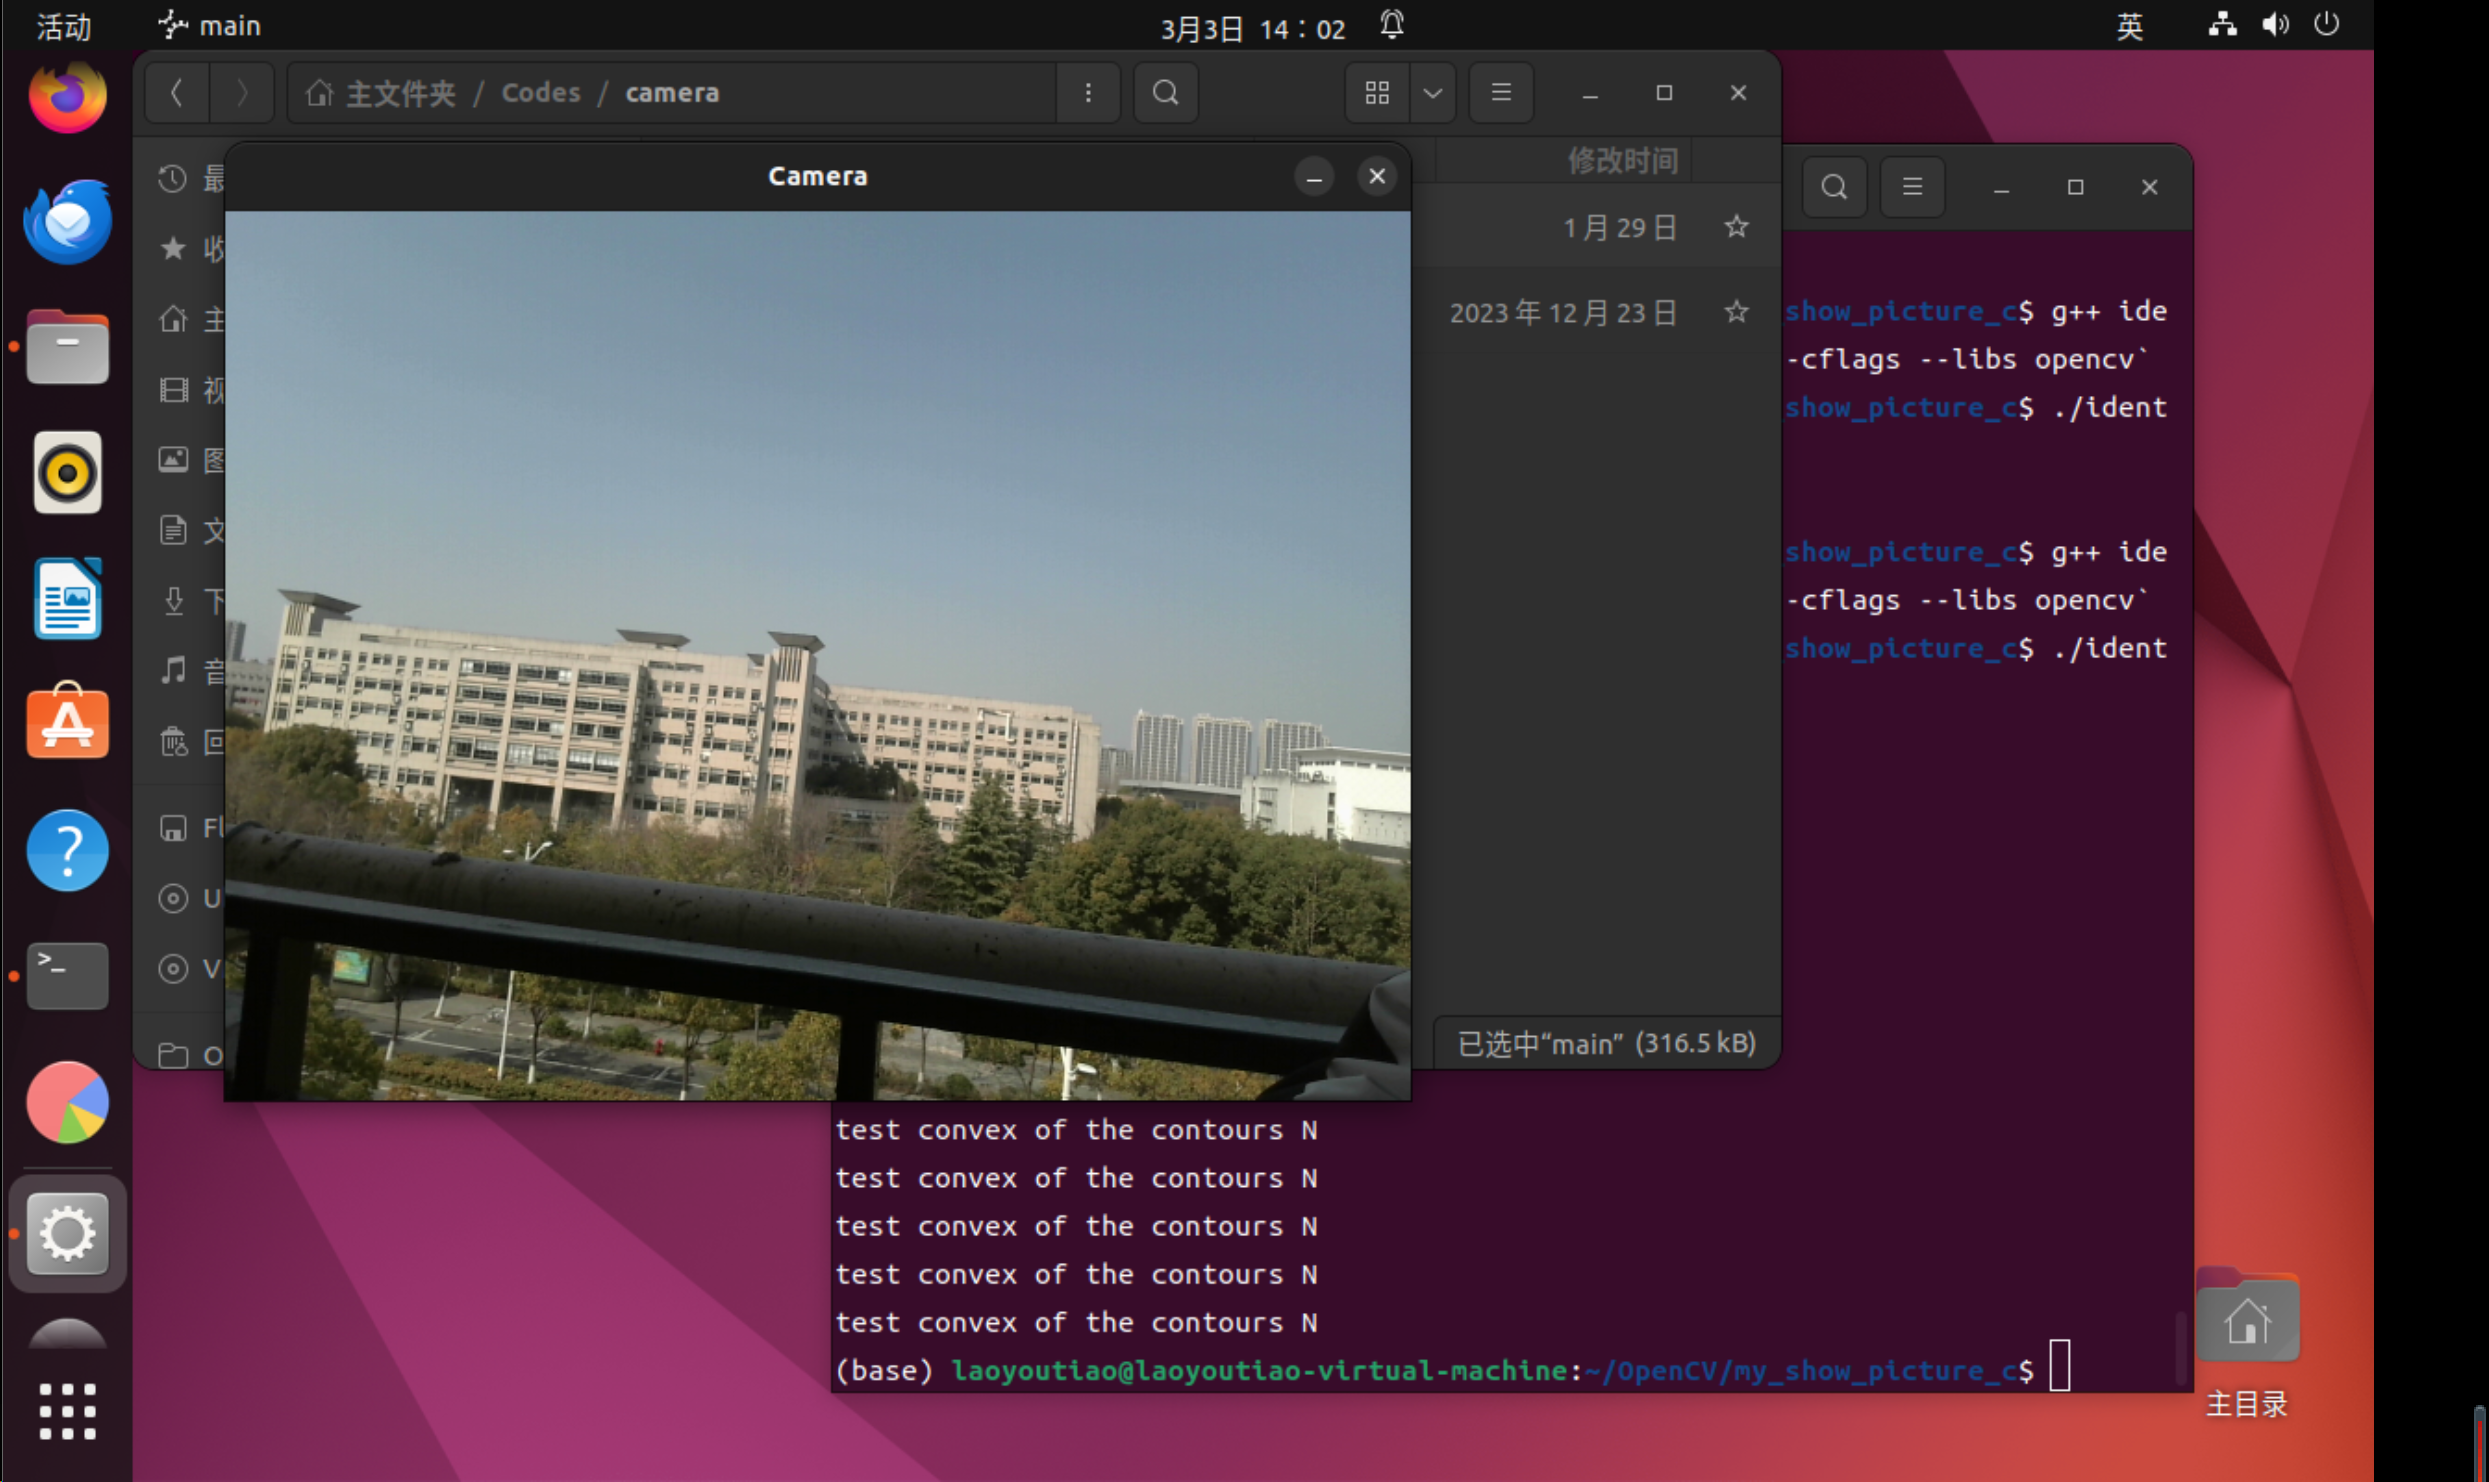 活动
main
3月3日 14：02
英
主文件夹 / Codes / camera
修改时间
最
收
主
视
图
文
下
音
回
Fl
U
V
O
Camera
1月29日
2023年12月23日
已选中“main” (316.5 kB)
show_picture_c$ g++ ide
-cflags --libs opencv`
show_picture_c$ ./ident
show_picture_c$ g++ ide
-cflags --libs opencv`
show_picture_c$ ./ident
test convex of the contours N
test convex of the contours N
test convex of the contours N
test convex of the contours N
test convex of the contours N
(base) laoyoutiao@laoyoutiao-virtual-machine:~/OpenCV/my_show_picture_c$
主目录